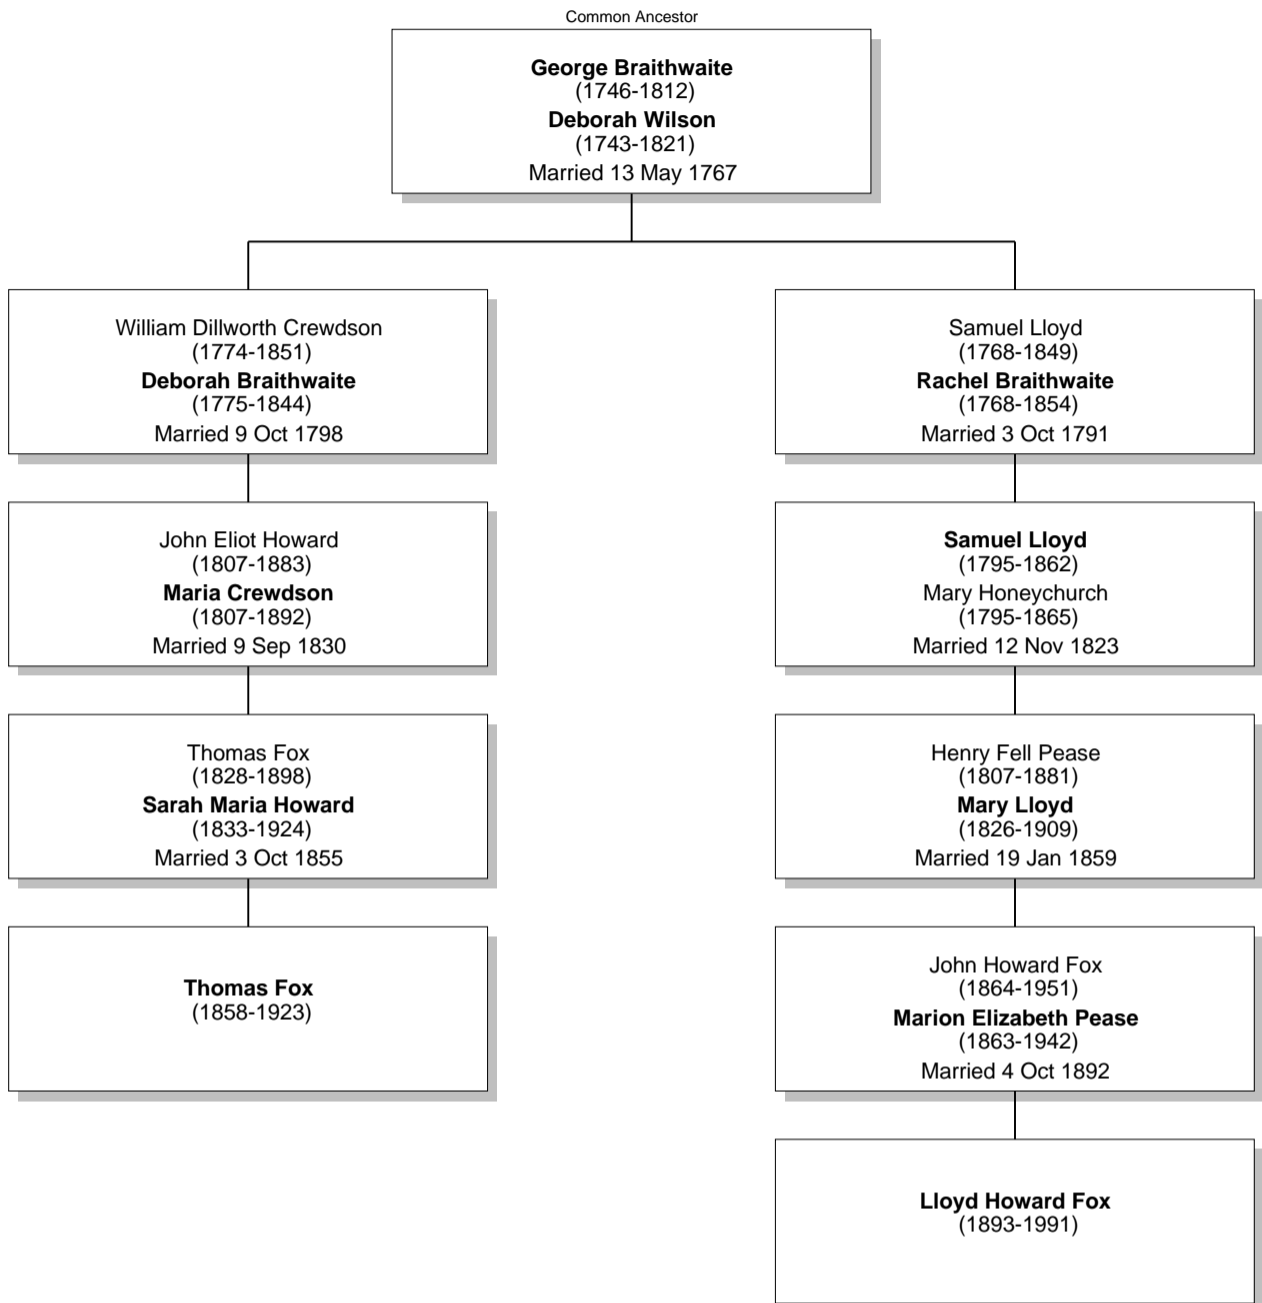 Common Ancestor
George Braithwaite
(1746-1812)
Deborah Wilson
(1743-1821)
Married 13 May 1767
William Dillworth Crewdson
(1774-1851)
Deborah Braithwaite
(1775-1844)
Married 9 Oct 1798
Samuel Lloyd
(1768-1849)
Rachel Braithwaite
(1768-1854)
Married 3 Oct 1791
John Eliot Howard
(1807-1883)
Maria Crewdson
(1807-1892)
Married 9 Sep 1830
Samuel Lloyd
(1795-1862)
Mary Honeychurch
(1795-1865)
Married 12 Nov 1823
Thomas Fox
(1828-1898)
Sarah Maria Howard
(1833-1924)
Married 3 Oct 1855
Henry Fell Pease
(1807-1881)
Mary Lloyd
(1826-1909)
Married 19 Jan 1859
Thomas Fox
(1858-1923)
John Howard Fox
(1864-1951)
Marion Elizabeth Pease
(1863-1942)
Married 4 Oct 1892
Lloyd Howard Fox
(1893-1991)